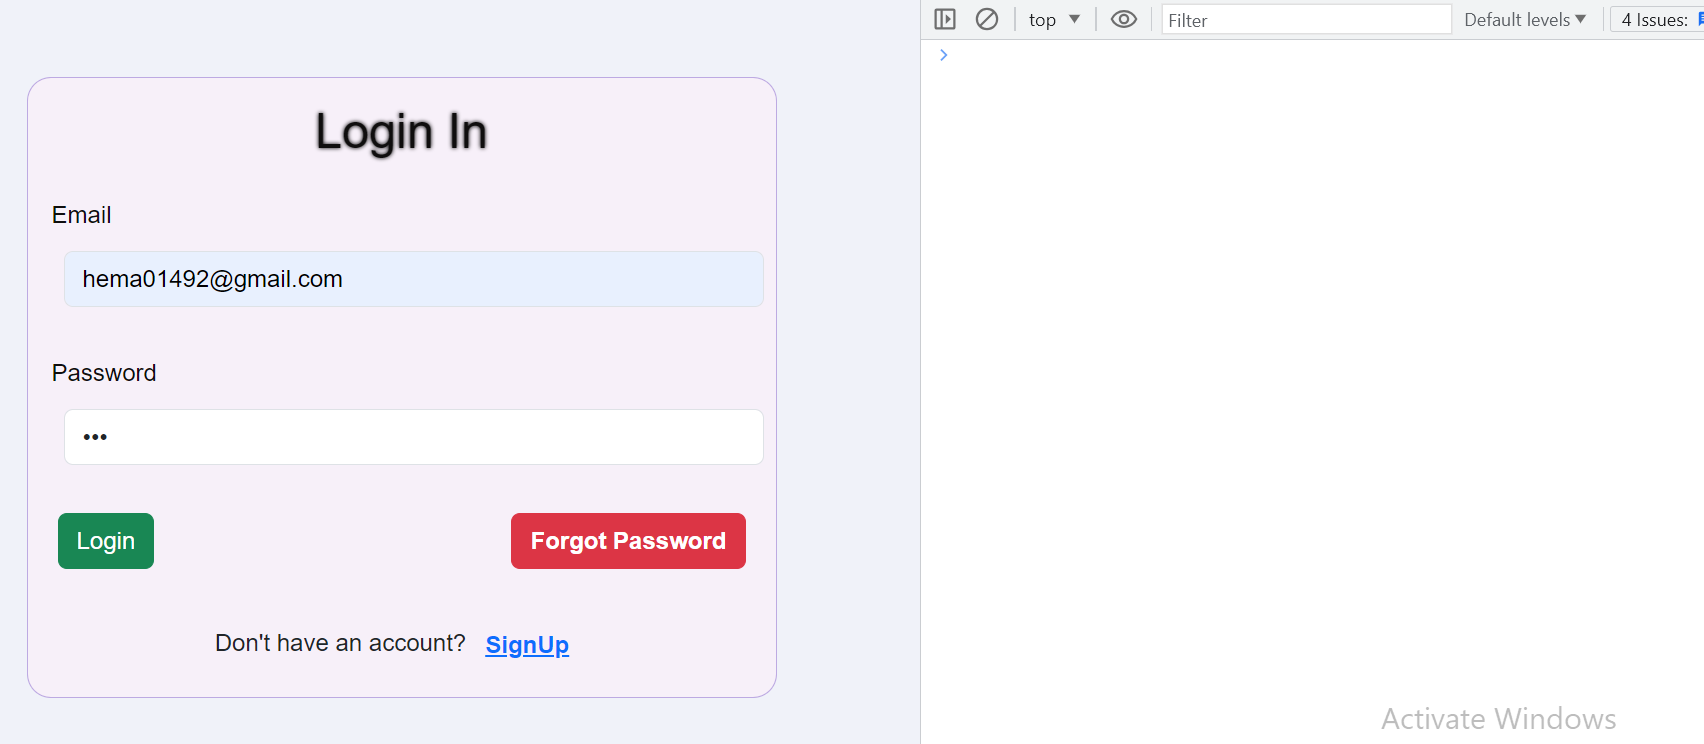 top
Filter
Default levels
4 Issues:
Login In
Email
hema01492@gmail.com
Password
•••
Login
Forgot Password
Don't have an account? SignUp
Activate Windows